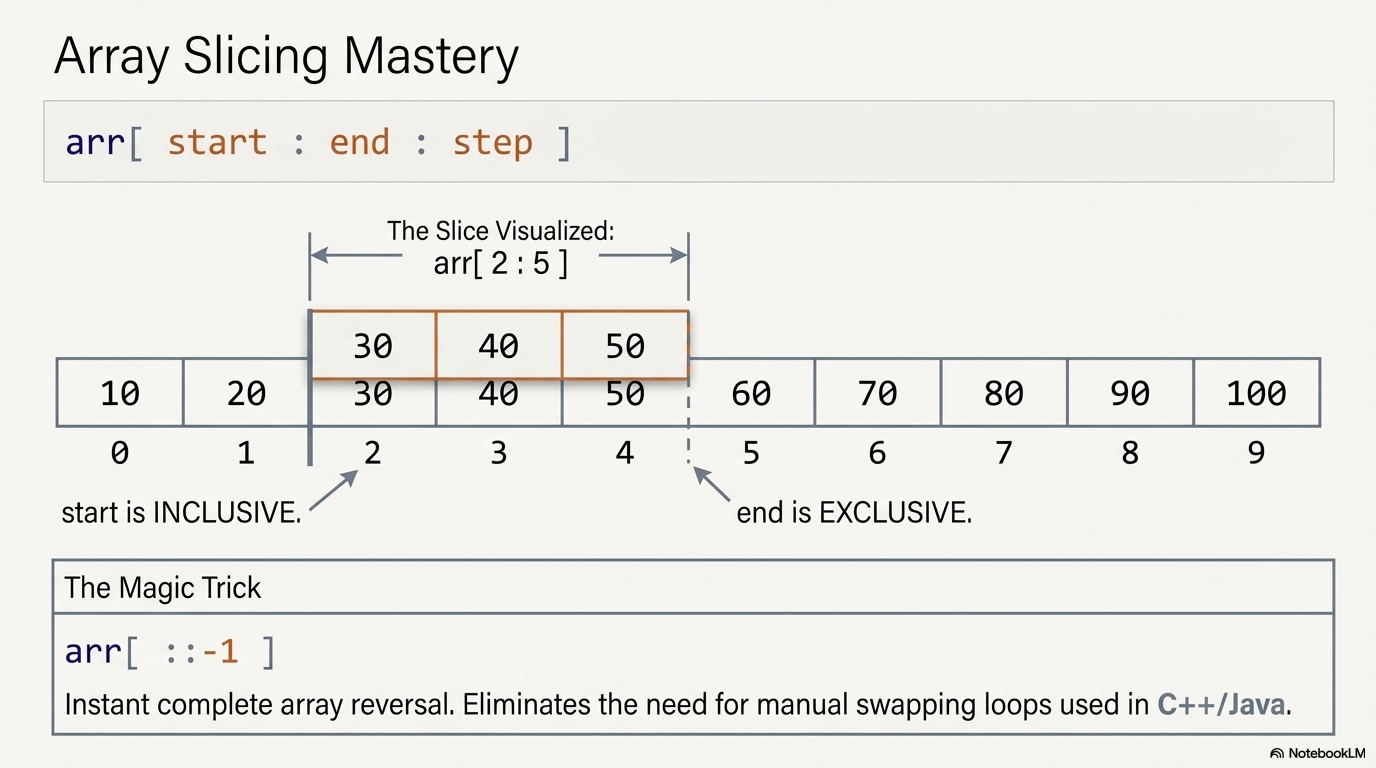 Array Slicing Mastery
arr[ start : end : step ]
The Slice Visualized:
arr[ 2 : 5 ]
30 40 50
10 20 30 40 50 60 70 80 90 100
0 1 2 3 4 5 6 7 8 9
start is INCLUSIVE. end is EXCLUSIVE.
The Magic Trick
arr[ ::-1 ]
Instant complete array reversal. Eliminates the need for manual swapping loops used in C++/Java.
NotebookLM